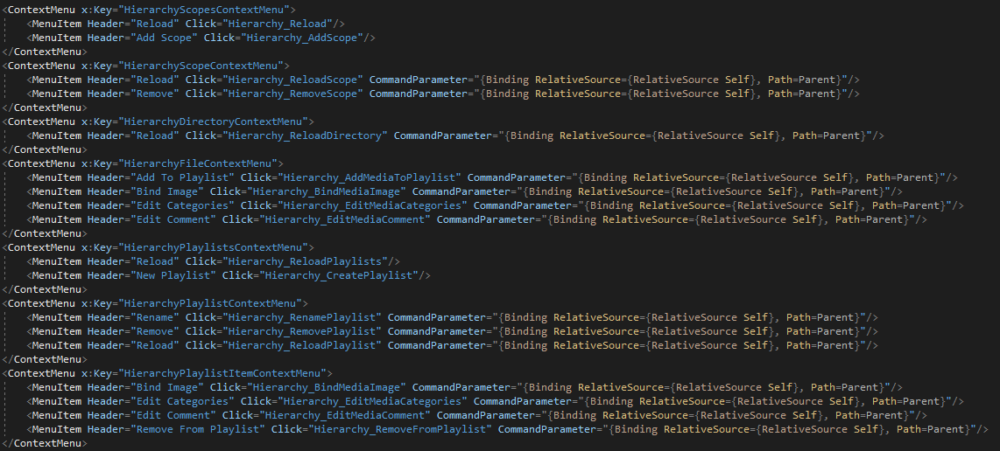 <ContextMenu x:Key="HierarchyScopesContextMenu">
    <MenuItem Header="Reload" Click="Hierarchy_Reload"/>
    <MenuItem Header="Add Scope" Click="Hierarchy_AddScope"/>
</ContextMenu>
<ContextMenu x:Key="HierarchyScopeContextMenu">
    <MenuItem Header="Reload" Click="Hierarchy_ReloadScope" CommandParameter="{Binding RelativeSource={RelativeSource Self}, Path=Parent}"/>
    <MenuItem Header="Remove" Click="Hierarchy_RemoveScope" CommandParameter="{Binding RelativeSource={RelativeSource Self}, Path=Parent}"/>
</ContextMenu>
<ContextMenu x:Key="HierarchyDirectoryContextMenu">
    <MenuItem Header="Reload" Click="Hierarchy_ReloadDirectory" CommandParameter="{Binding RelativeSource={RelativeSource Self}, Path=Parent}"/>
</ContextMenu>
<ContextMenu x:Key="HierarchyFileContextMenu">
    <MenuItem Header="Add To Playlist" Click="Hierarchy_AddMediaToPlaylist" CommandParameter="{Binding RelativeSource={RelativeSource Self}, Path=Parent}"/>
    <MenuItem Header="Bind Image" Click="Hierarchy_BindMediaImage" CommandParameter="{Binding RelativeSource={RelativeSource Self}, Path=Parent}"/>
    <MenuItem Header="Edit Categories" Click="Hierarchy_EditMediaCategories" CommandParameter="{Binding RelativeSource={RelativeSource Self}, Path=Parent}"/>
    <MenuItem Header="Edit Comment" Click="Hierarchy_EditMediaComment" CommandParameter="{Binding RelativeSource={RelativeSource Self}, Path=Parent}"/>
</ContextMenu>
<ContextMenu x:Key="HierarchyPlaylistsContextMenu">
    <MenuItem Header="Reload" Click="Hierarchy_ReloadPlaylists"/>
    <MenuItem Header="New Playlist" Click="Hierarchy_CreatePlaylist"/>
</ContextMenu>
<ContextMenu x:Key="HierarchyPlaylistContextMenu">
    <MenuItem Header="Rename" Click="Hierarchy_RenamePlaylist" CommandParameter="{Binding RelativeSource={RelativeSource Self}, Path=Parent}"/>
    <MenuItem Header="Remove" Click="Hierarchy_RemovePlaylist" CommandParameter="{Binding RelativeSource={RelativeSource Self}, Path=Parent}"/>
    <MenuItem Header="Reload" Click="Hierarchy_ReloadPlaylist" CommandParameter="{Binding RelativeSource={RelativeSource Self}, Path=Parent}"/>
</ContextMenu>
<ContextMenu x:Key="HierarchyPlaylistItemContextMenu">
    <MenuItem Header="Bind Image" Click="Hierarchy_BindMediaImage" CommandParameter="{Binding RelativeSource={RelativeSource Self}, Path=Parent}"/>
    <MenuItem Header="Edit Categories" Click="Hierarchy_EditMediaCategories" CommandParameter="{Binding RelativeSource={RelativeSource Self}, Path=Parent}"/>
    <MenuItem Header="Edit Comment" Click="Hierarchy_EditMediaComment" CommandParameter="{Binding RelativeSource={RelativeSource Self}, Path=Parent}"/>
    <MenuItem Header="Remove From Playlist" Click="Hierarchy_RemoveFromPlaylist" CommandParameter="{Binding RelativeSource={RelativeSource Self}, Path=Parent}"/>
</ContextMenu>